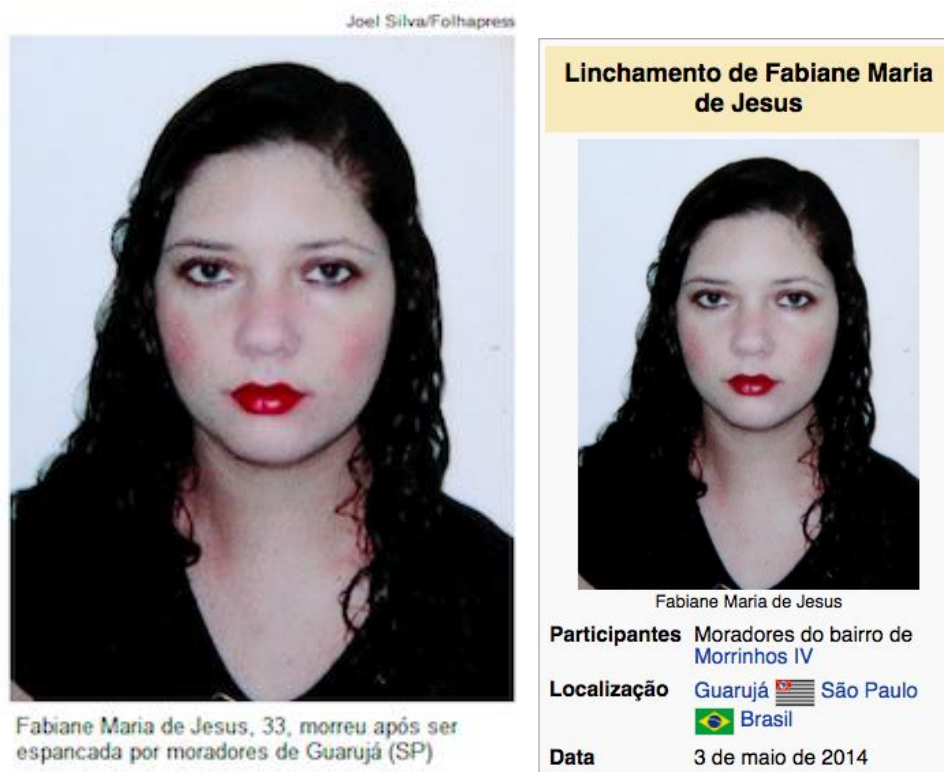 Joel Silva/Folhapress
Fabiane Maria de Jesus, 33, morreu após ser
espancada por moradores de Guarujá (SP)
Linchamento de Fabiane Maria
de Jesus
Fabiane Maria de Jesus
Participantes Moradores do bairro de
Morrinhos IV
Localização Guarujá São Paulo
Brasil
Data 3 de maio de 2014